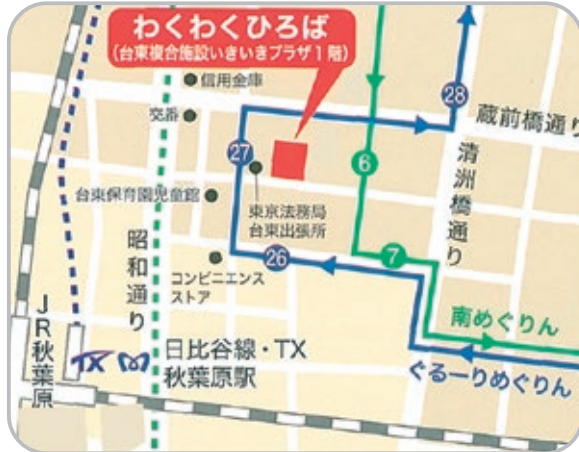 わくわくひろば
(台東複合施設いきいきプラザ1階)
信用金庫
交番
28
蔵前橋通り
27
6
清洲橋通り
台東保育園児童館
東京法務局
台東出張所
昭和通り
26
7
コンビニエンス
ストア
南めぐりん
JR秋葉原
TX
日比谷線・TX
秋葉原駅
ぐるーりめぐりん